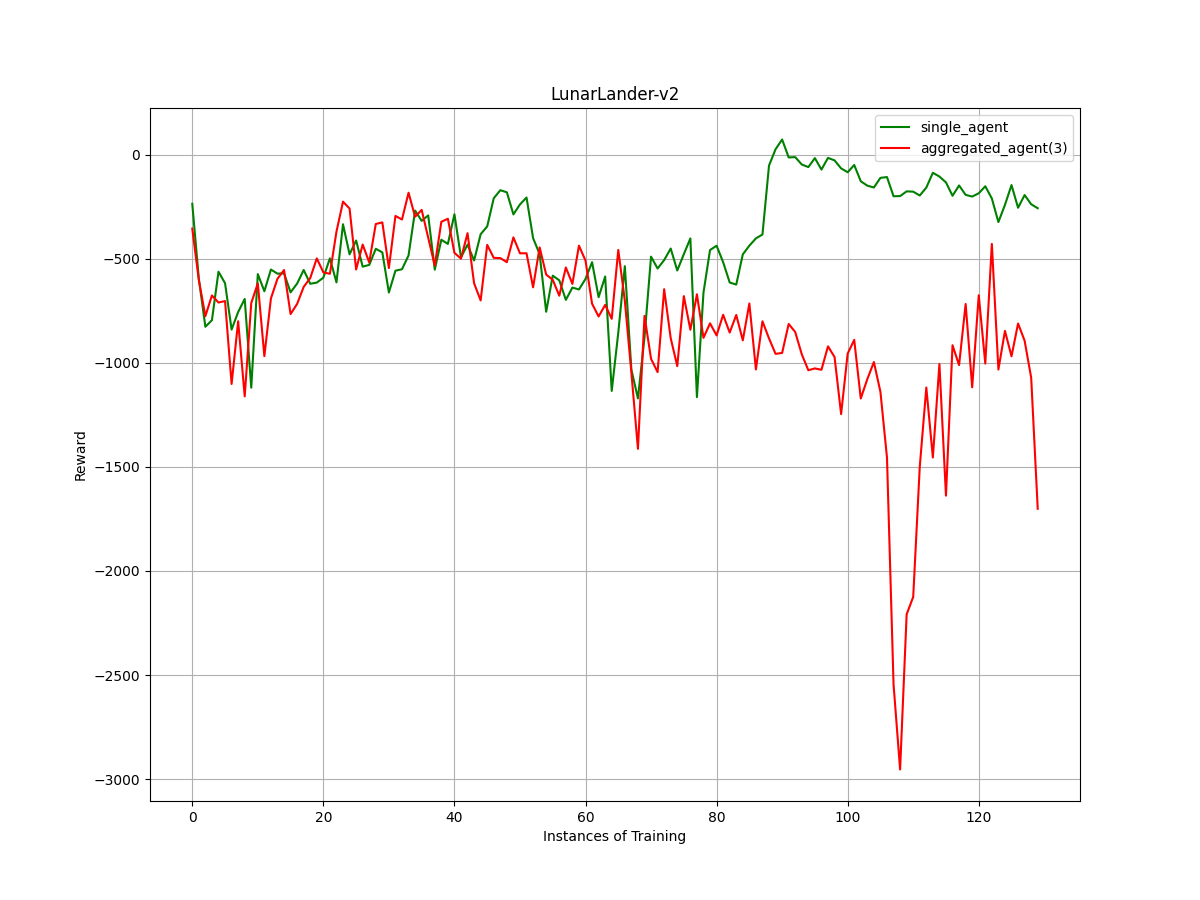 LunarLander-v2
single_agent
aggregated_agent(3)
0
−500
−1000
−1500
−2000
−2500
−3000
Reward
0 20 40 60 80 100 120
Instances of Training